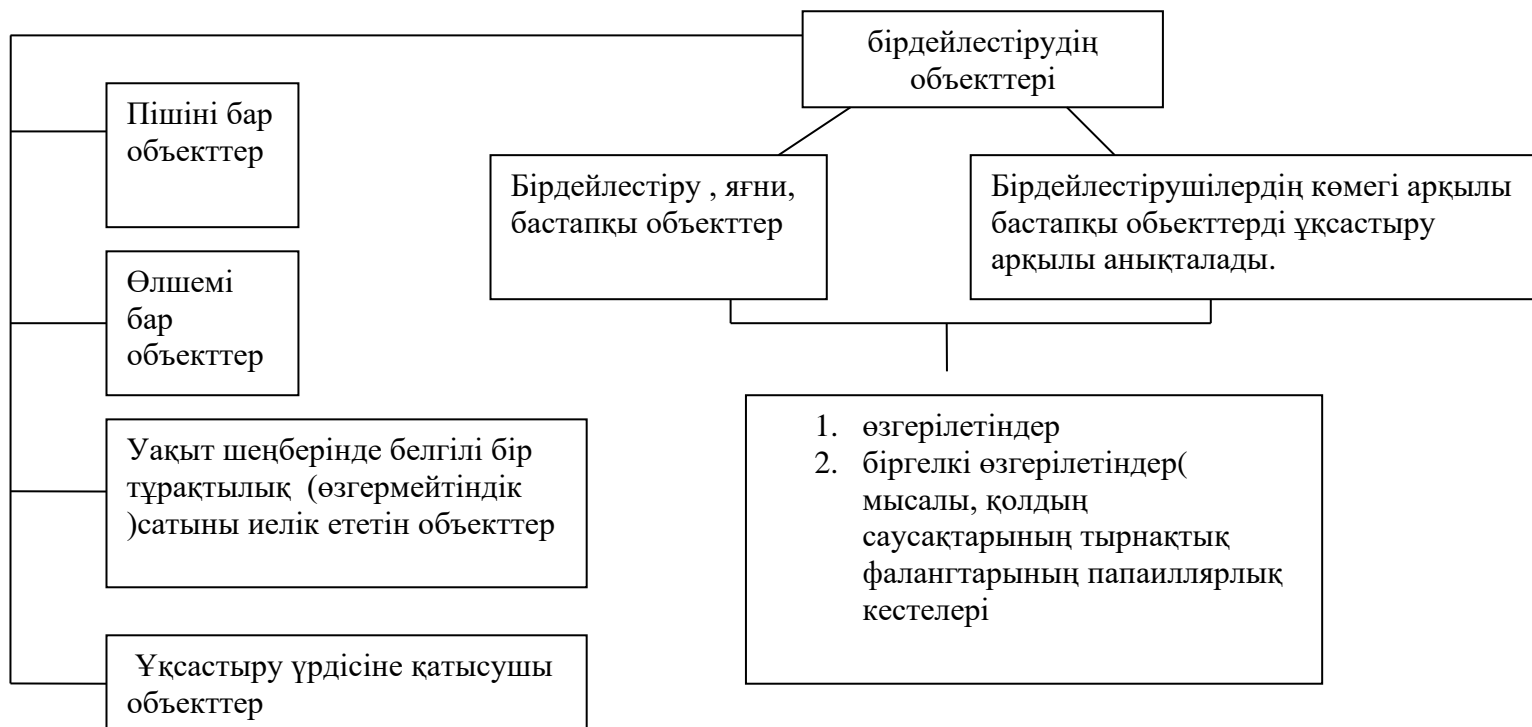 бірдейлестірудің
объекттері
Пішіні бар
объекттер
Бірдейлестіру , яғни,
бастапқы объекттер
Бірдейлестірушілердің көмегі арқылы
бастапқы обьекттерді ұқсастыру
арқылы анықталады.
Өлшемі
бар
объекттер
Уақыт шеңберінде белгілі бір
тұрақтылық (өзгермейтіндік
)сатыны иелік ететін объекттер
1. өзгерілетіндер
2. біргелкі өзгерілетіндер(
мысалы, қолдың
саусақтарының тырнақтық
фалангтарының папаиллярлық
кестелері
Ұқсастыру үрдісіне қатысушы
объекттер